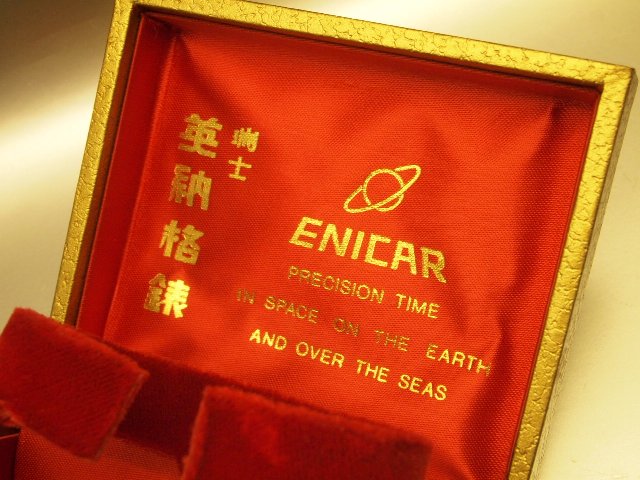 瑞士
英納格錶
ENICAR
PRECISION TIME
IN SPACE ON THE EARTH
AND OVER THE SEAS